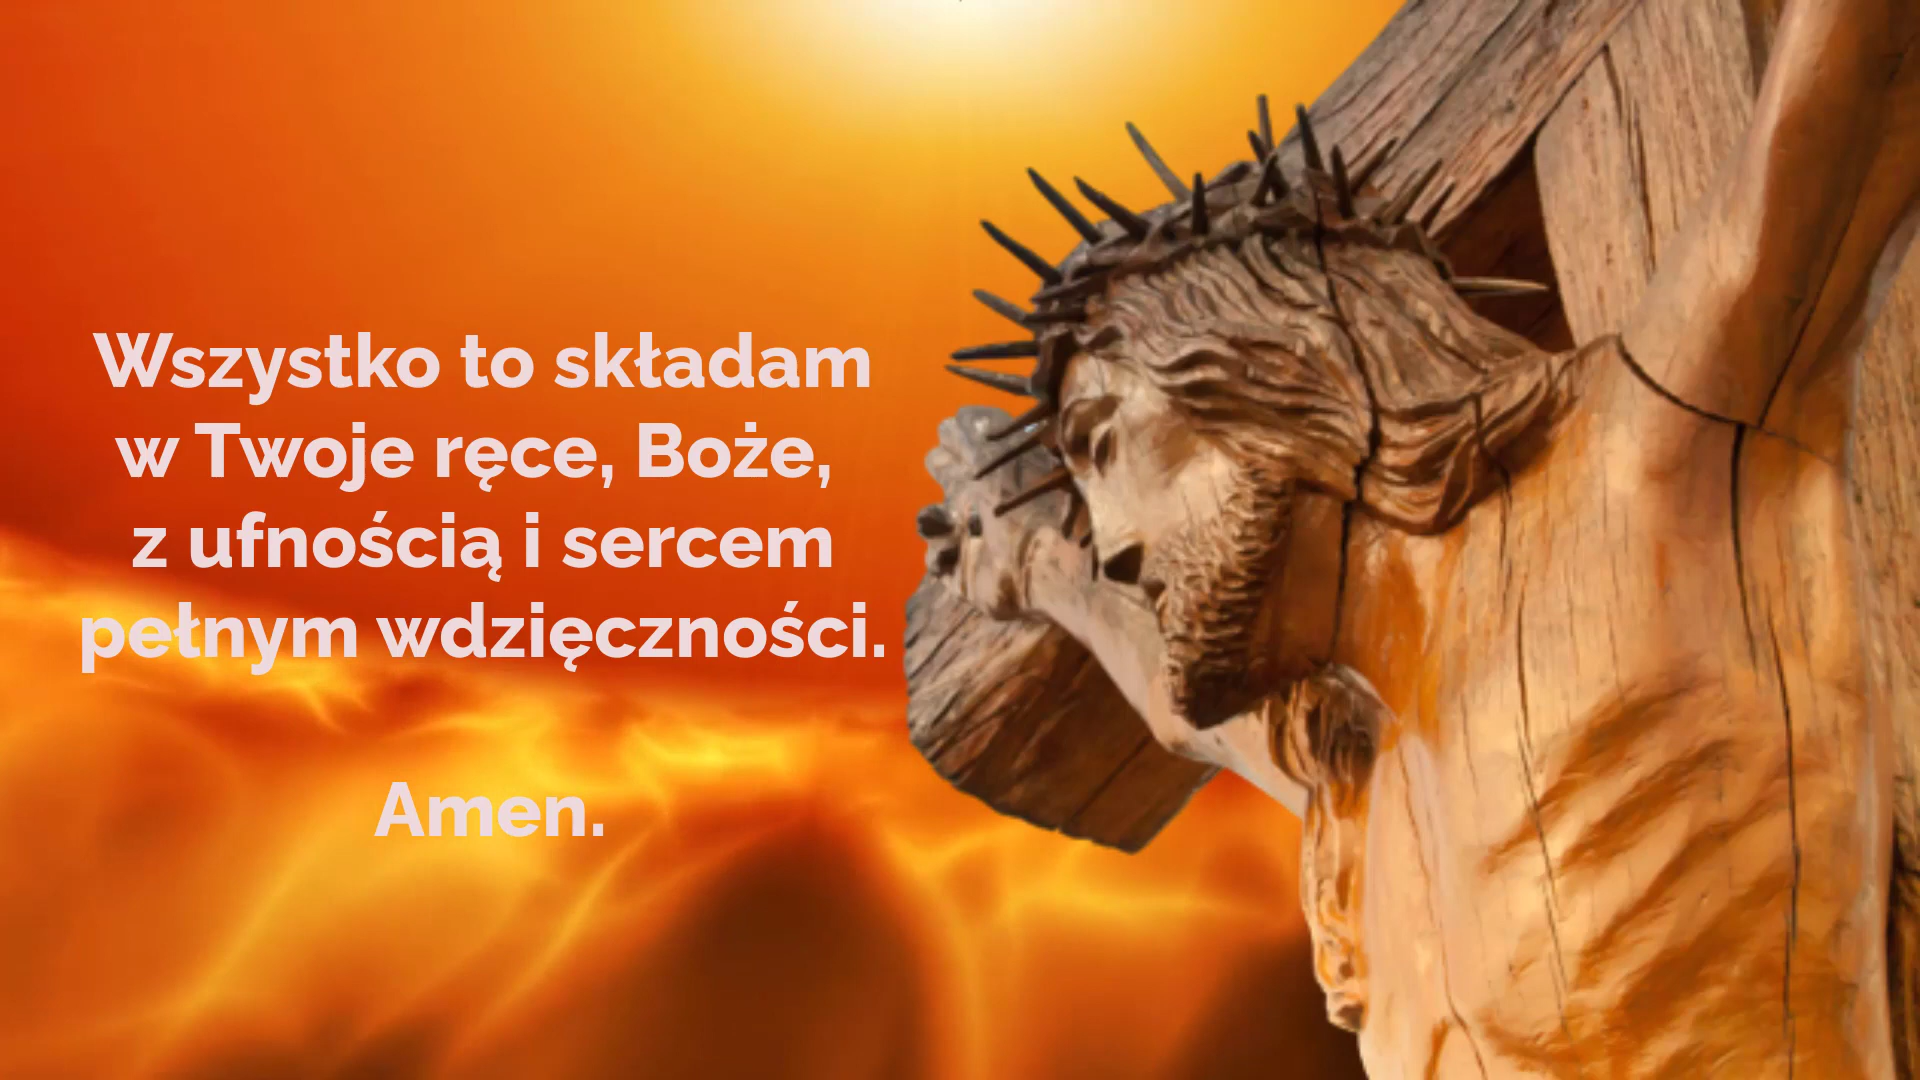 Wszystko to składam
w Twoje ręce, Boże,
z ufnością i sercem
pełnym wdzięczności.
Amen.